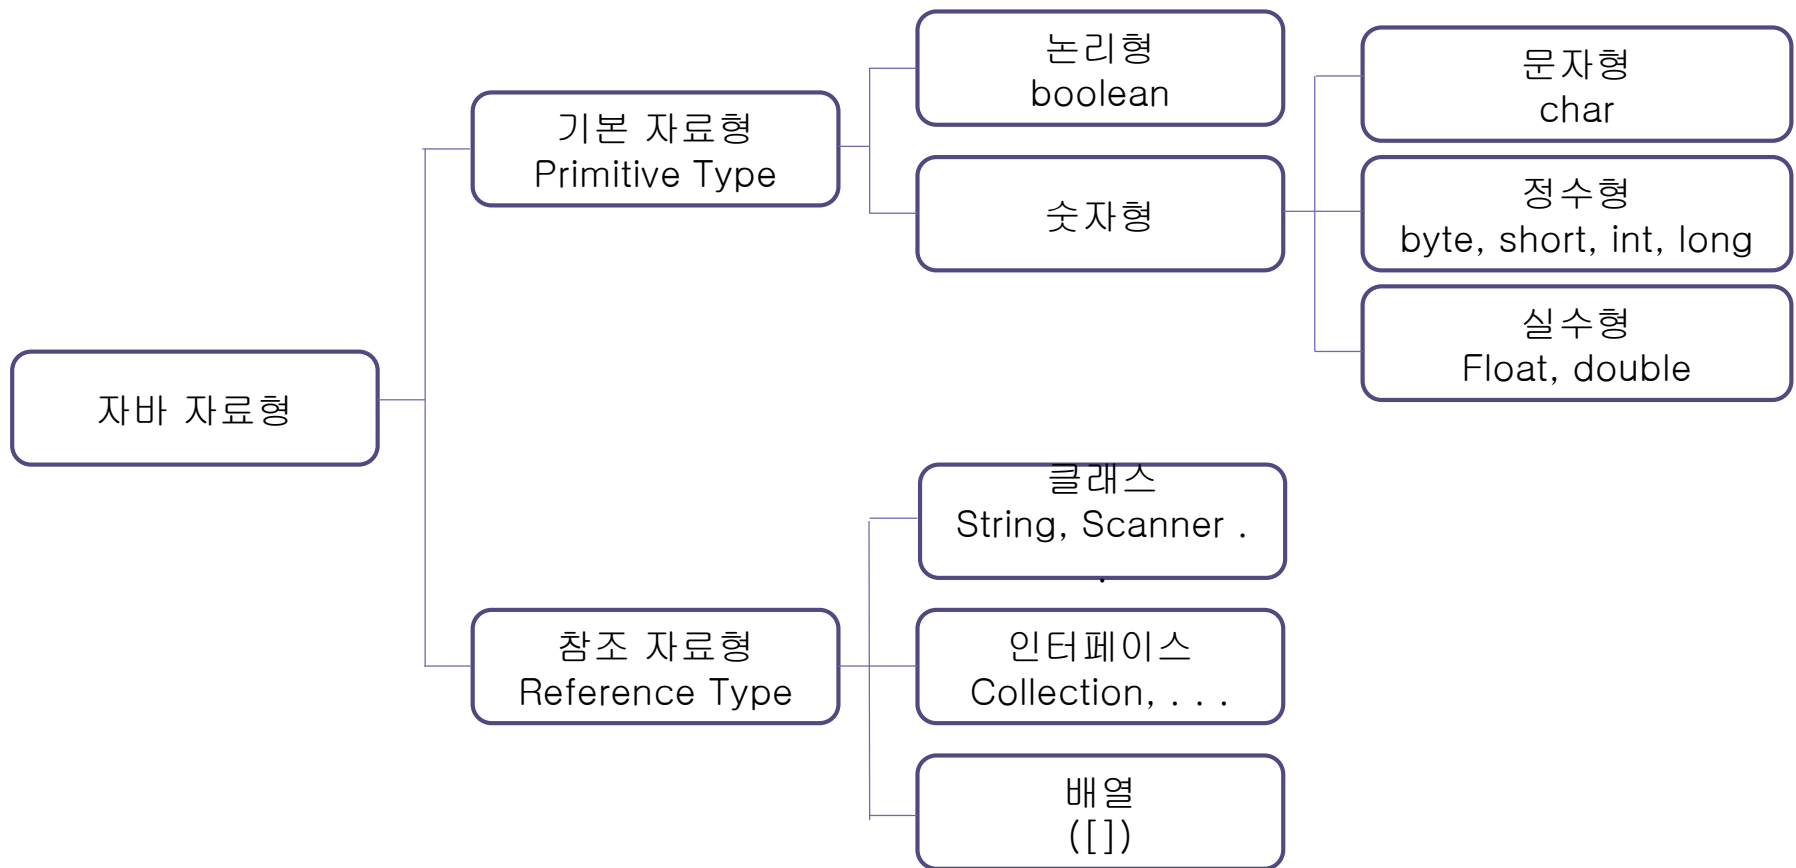 자바 자료형
기본 자료형
Primitive Type
논리형
boolean
숫자형
문자형
char
정수형
byte, short, int, long
실수형
Float, double
참조 자료형
Reference Type
클래스
String, Scanner .
.
인터페이스
Collection, . . .
배열
([])